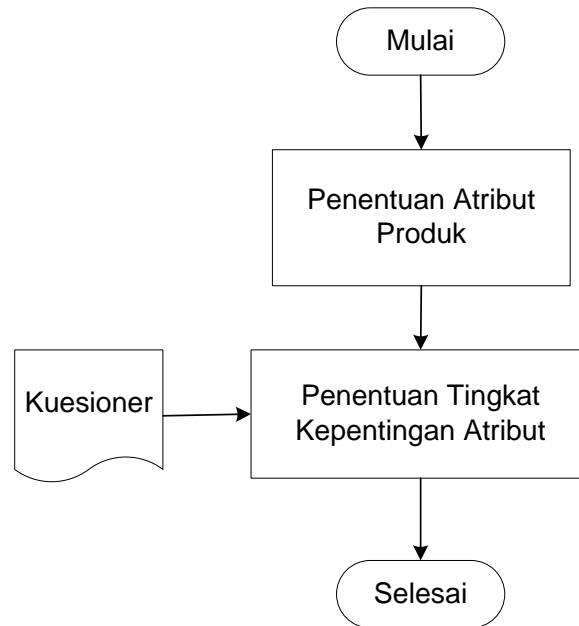 Mulai
Penentuan Atribut
Produk
Kuesioner
Penentuan Tingkat
Kepentingan Atribut
Selesai